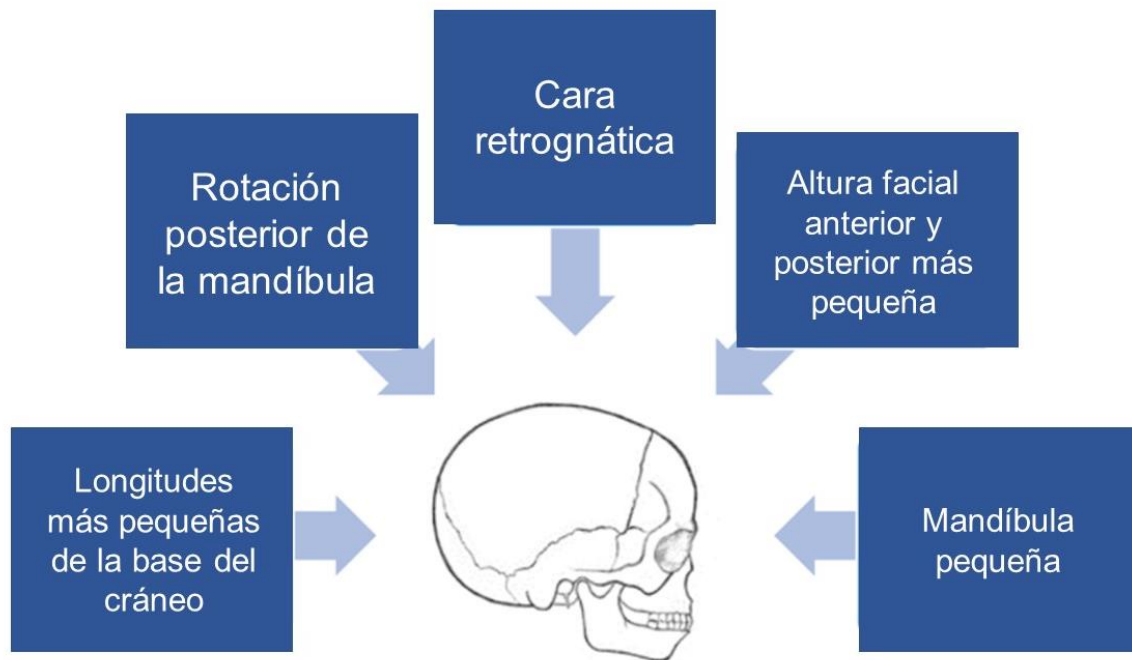 Cara
retrognática
Rotación
posterior de
la mandíbula
Altura facial
anterior y
posterior más
pequeña
Longitudes
más pequeñas
de la base del
cráneo
Mandíbula
pequeña